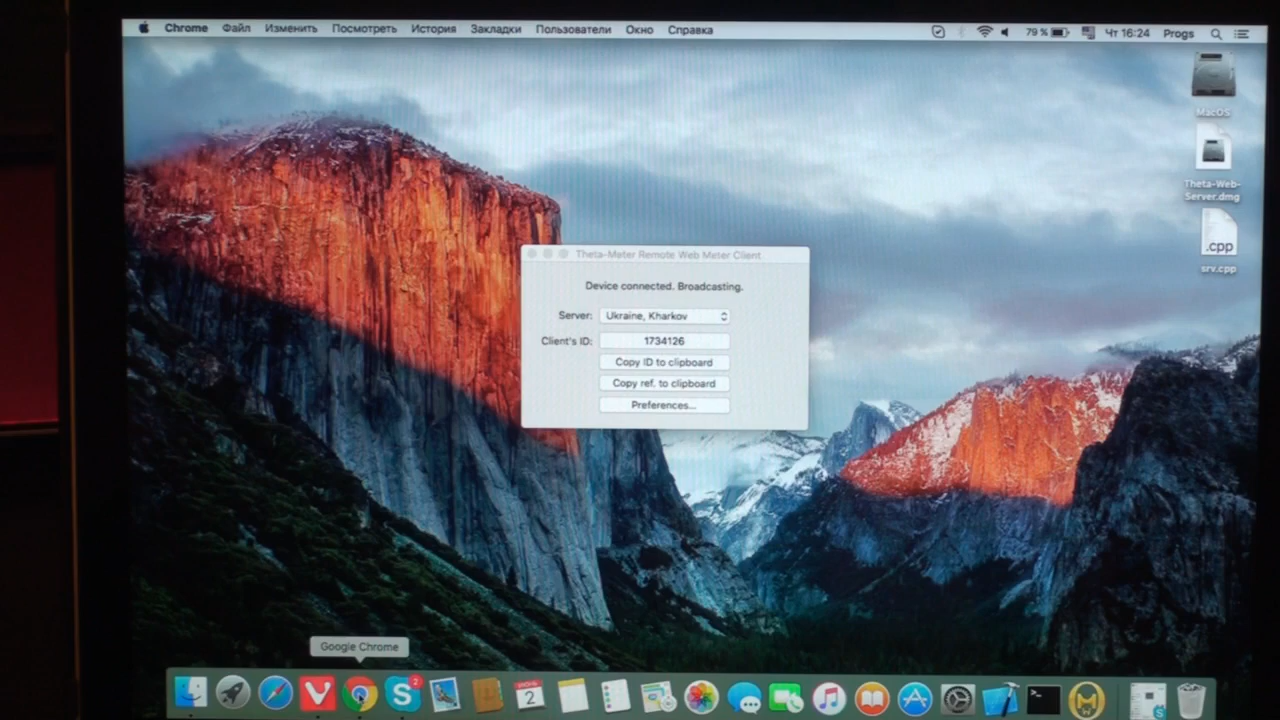 Chrome Файл Изменить Посмотреть История Закладки Пользователи Окно Справка 79 % Чт 16:24 Progs
MacOS
Theta-Web-
Server.dmg
.cpp
srv.cpp
Theta-Meter Remote Web Meter Client
Device connected. Broadcasting.
Server: Ukraine, Kharkov
Client's ID: 1734126
Copy ID to clipboard
Copy ref. to clipboard
Preferences...
Google Chrome
2
ИЮНЬ
2